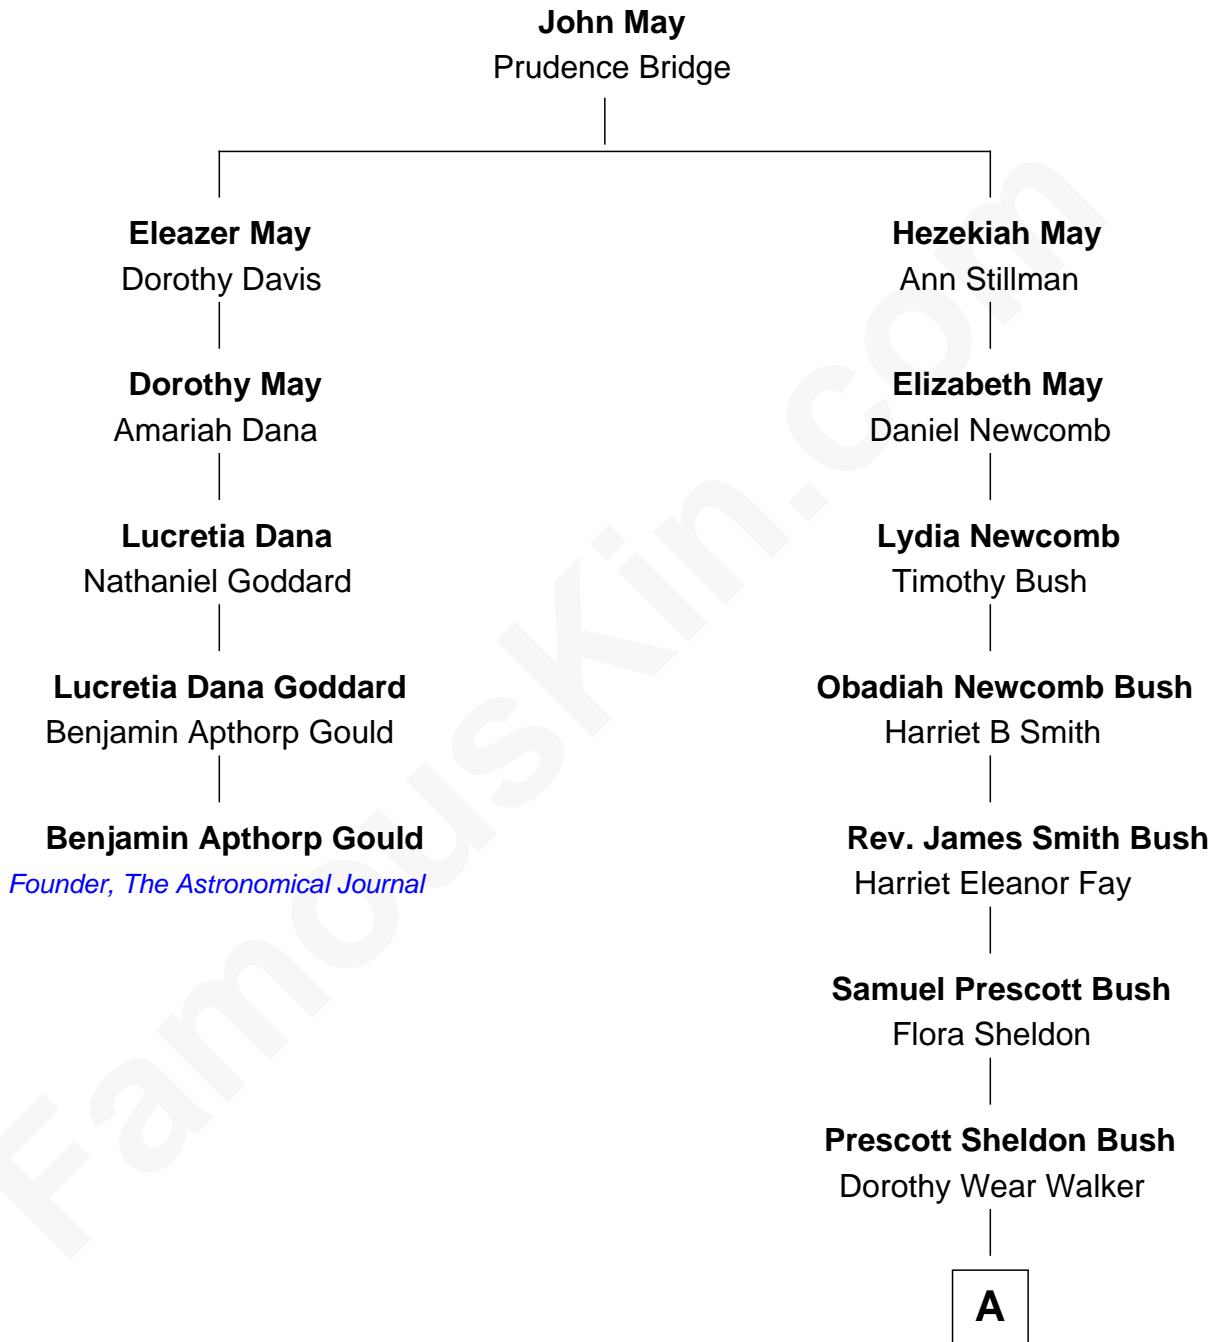 John May
Prudence Bridge
Eleazer May
Dorothy Davis
Hezekiah May
Ann Stillman
Dorothy May
Amariah Dana
Elizabeth May
Daniel Newcomb
Lucretia Dana
Nathaniel Goddard
Lydia Newcomb
Timothy Bush
Lucretia Dana Goddard
Benjamin Apthorp Gould
Obadiah Newcomb Bush
Harriet B Smith
Benjamin Apthorp Gould
Founder, The Astronomical Journal
Rev. James Smith Bush
Harriet Eleanor Fay
Samuel Prescott Bush
Flora Sheldon
Prescott Sheldon Bush
Dorothy Wear Walker
A
FamousKin.com